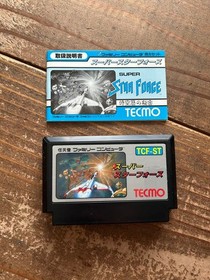 取扱説明書
ファミリー コンピュータ
スーパースターフォース
SUPER
STAR FORCE
TECMO
任天堂 ファミリー コンピュータ
TCF-ST
スーパー
スターフォース
TECMO